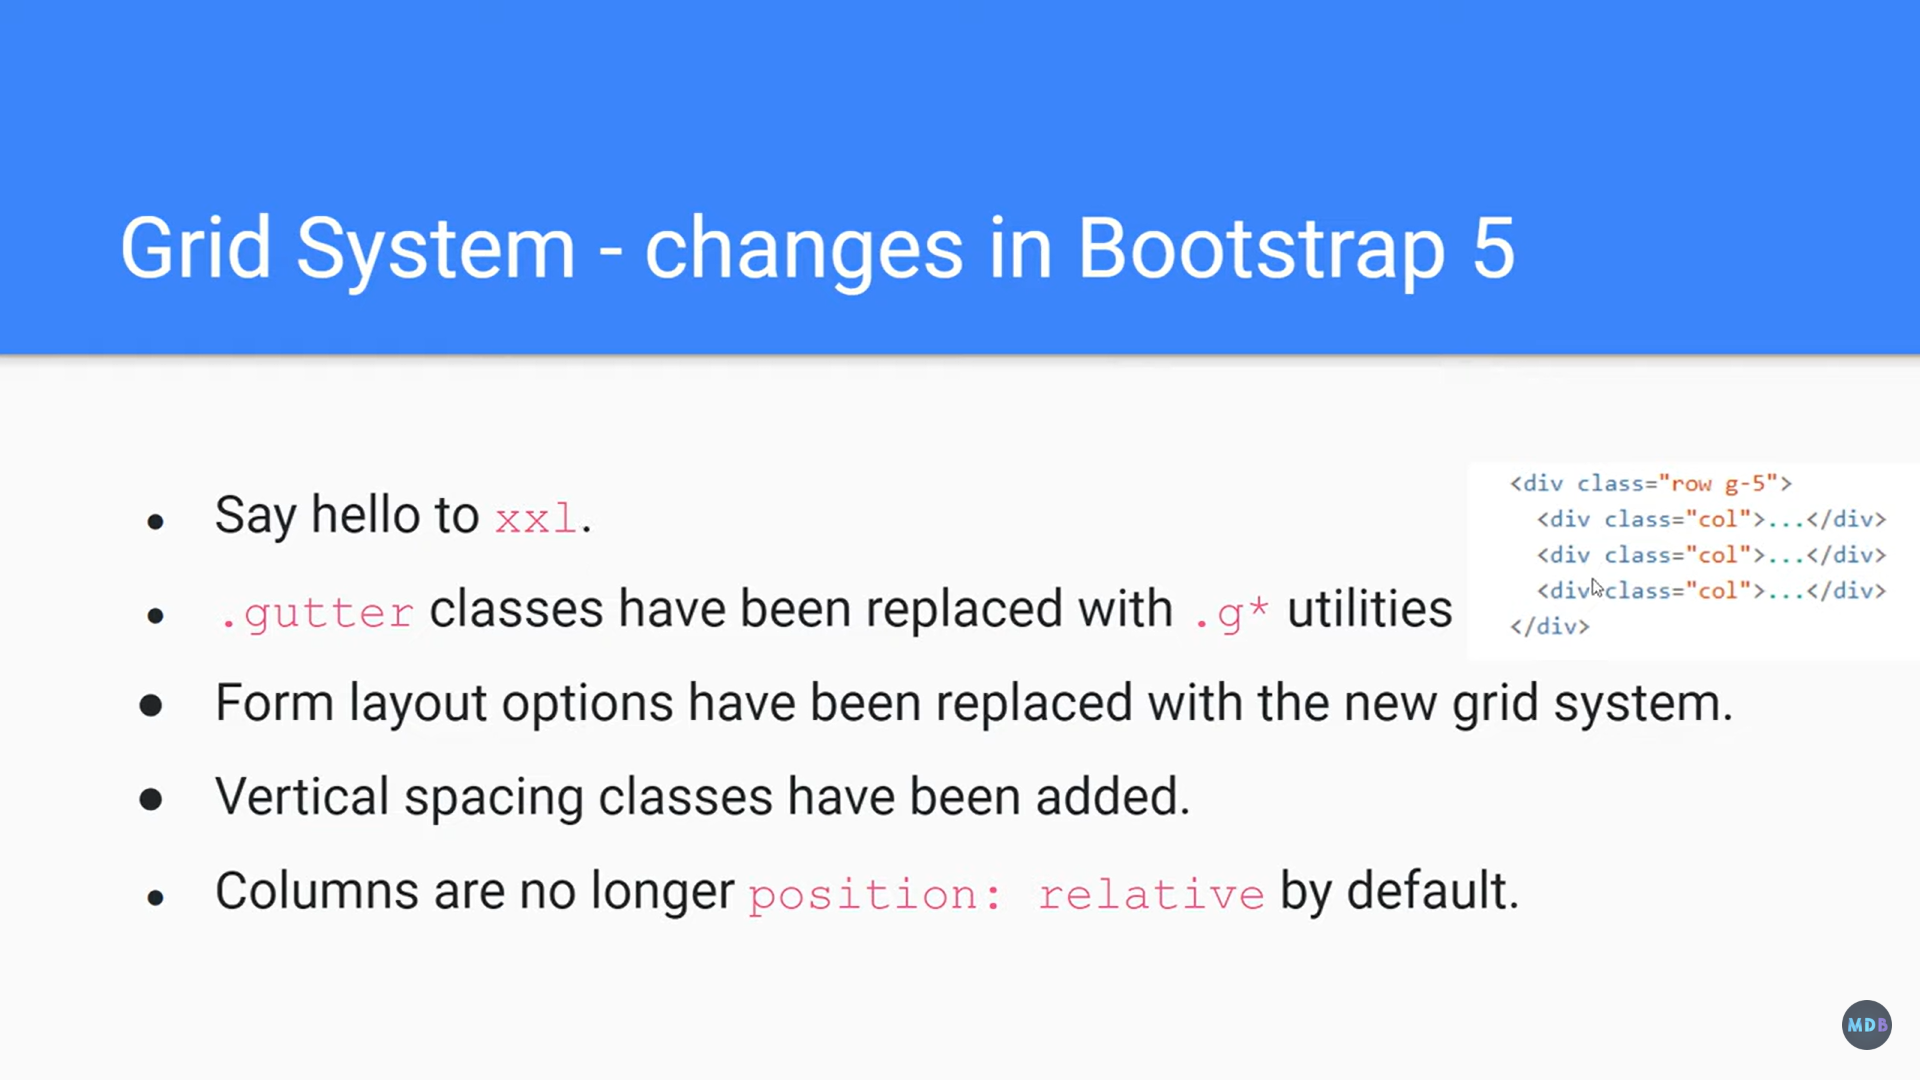 Grid System - changes in Bootstrap 5
● Say hello to xxl.
● .gutter classes have been replaced with .g* utilities
● Form layout options have been replaced with the new grid system.
● Vertical spacing classes have been added.
● Columns are no longer position: relative by default.
<div class="row g-5">
<div class="col">...</div>
<div class="col">...</div>
<div class="col">...</div>
</div>
MDB